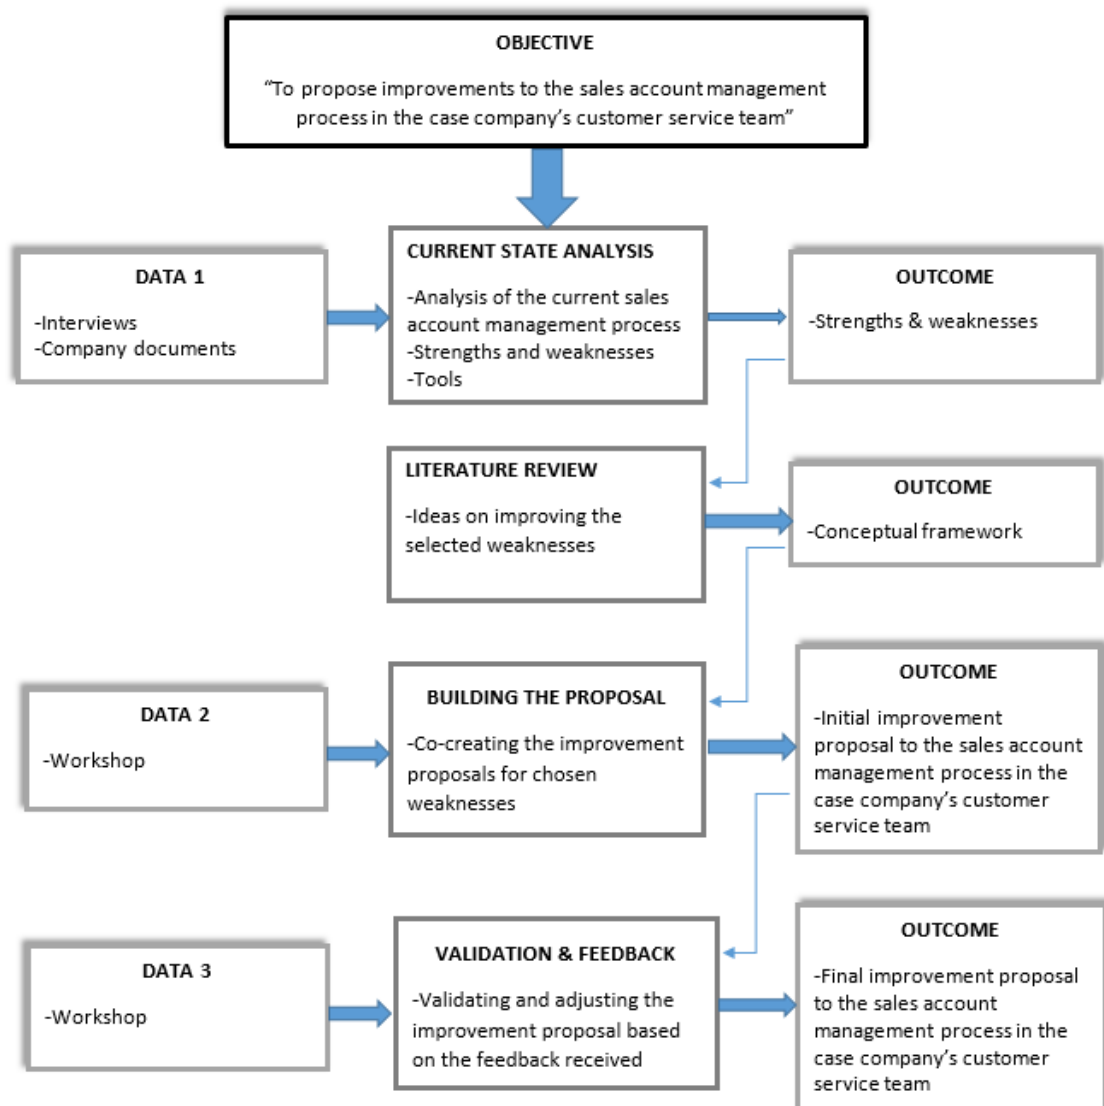 OBJECTIVE
“To propose improvements to the sales account management
process in the case company’s customer service team”
DATA 1
-Interviews
-Company documents
CURRENT STATE ANALYSIS
-Analysis of the current sales
account management process
-Strengths and weaknesses
-Tools
OUTCOME
-Strengths & weaknesses
LITERATURE REVIEW
-Ideas on improving the
selected weaknesses
OUTCOME
-Conceptual framework
DATA 2
-Workshop
BUILDING THE PROPOSAL
-Co-creating the improvement
proposals for chosen
weaknesses
OUTCOME
-Initial improvement
proposal to the sales account
management process in the
case company’s customer
service team
DATA 3
-Workshop
VALIDATION & FEEDBACK
-Validating and adjusting the
improvement proposal based
on the feedback received
OUTCOME
-Final improvement proposal
to the sales account
management process in the
case company’s customer
service team